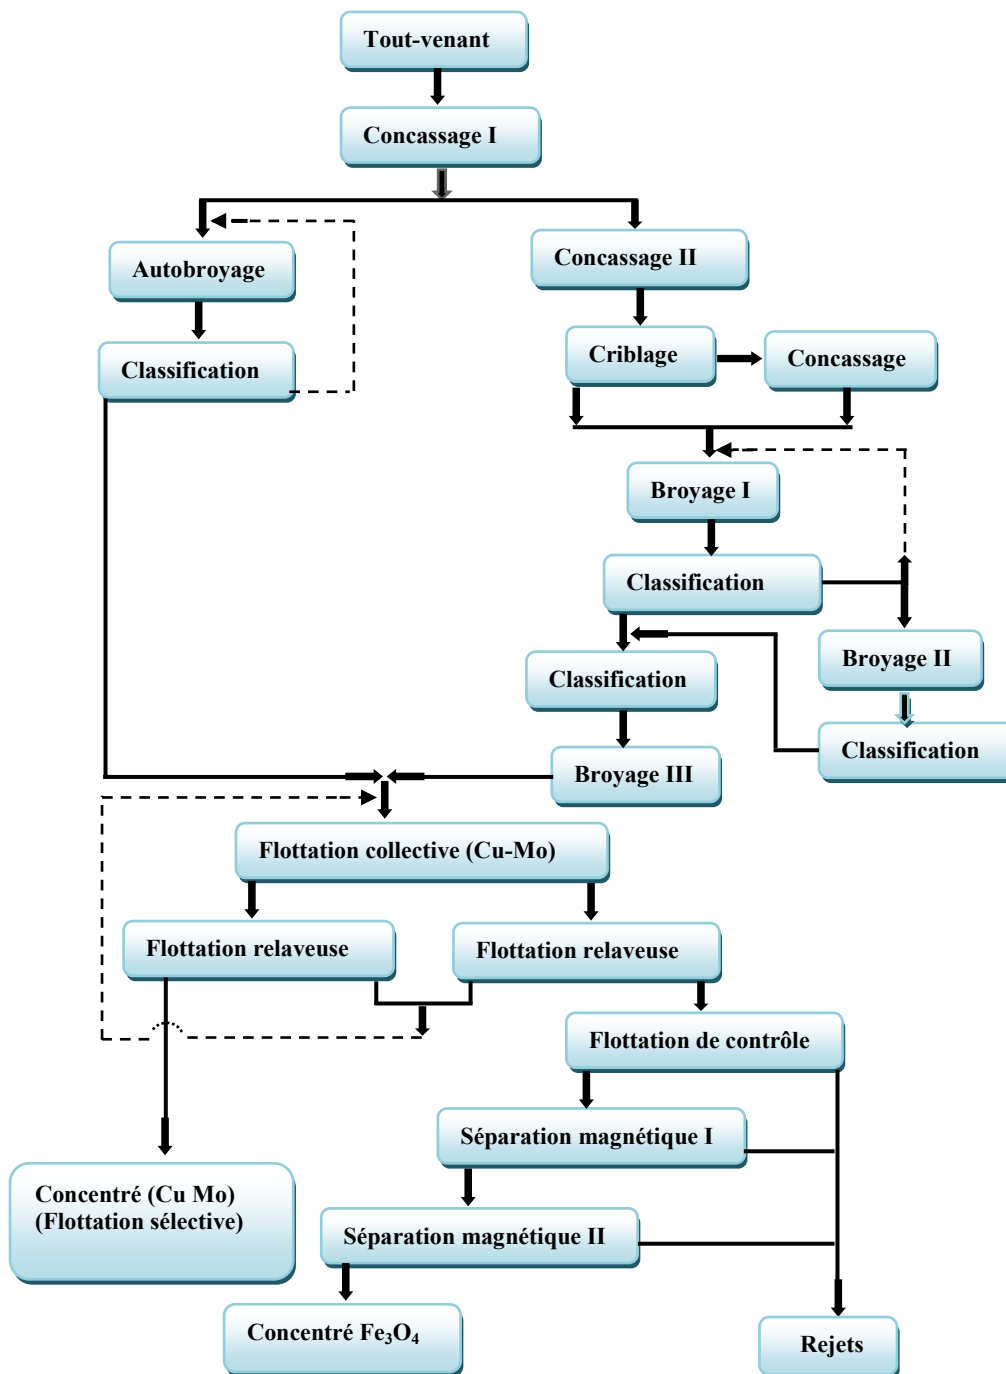 Tout-venant
Concassage I
Autobroyage
Concassage II
Classification
Criblage
Concassage
Broyage I
Classification
Broyage II
Classification
Classification
Broyage III
Flottation collective (Cu-Mo)
Flottation relaveuse
Flottation relaveuse
Flottation de contrôle
Séparation magnétique I
Concentré (Cu Mo)
(Flottation sélective)
Séparation magnétique II
Concentré Fe₃O₄
Rejets